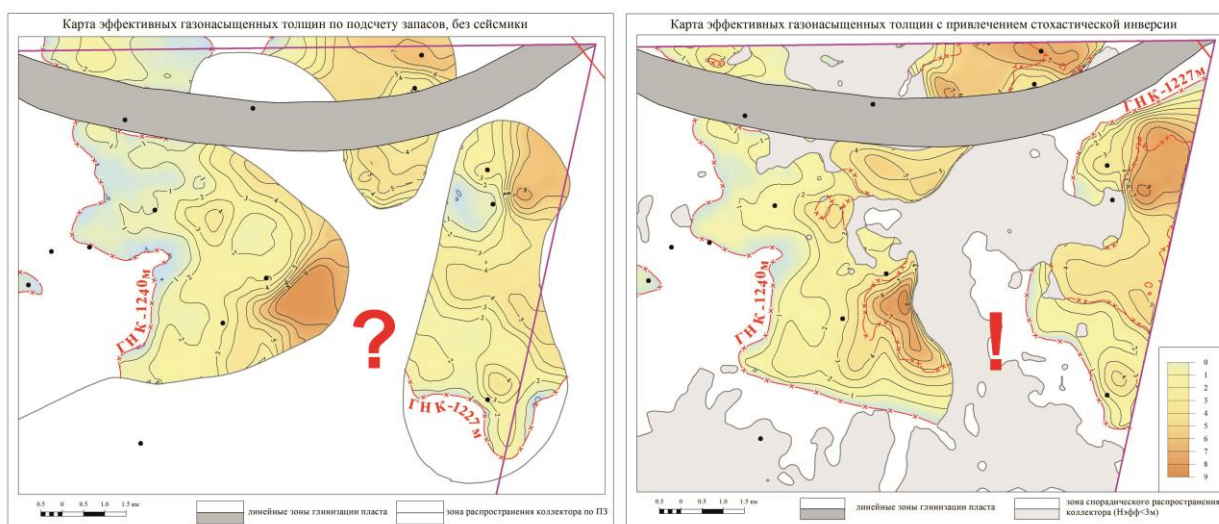 Карта эффективных газонасыщенных толщин по подсчету запасов, без сейсмики
ГНК-1240м
?
ГНК-1227м
0.5 0 0.5 1.0 1.5 км
линейные зоны глинизации пласта
зона распространения коллектора по ПЗ
Карта эффективных газонасыщенных толщин с привлечением стохастической инверсии
ГНК-1227м
ГНК-1240м
!
0
1
2
3
4
5
6
7
8
9
0.5 0 0.5 1.0 1.5 км
линейные зоны глинизации пласта
зона спорадического распространения
коллектора (Нэфф<3м)